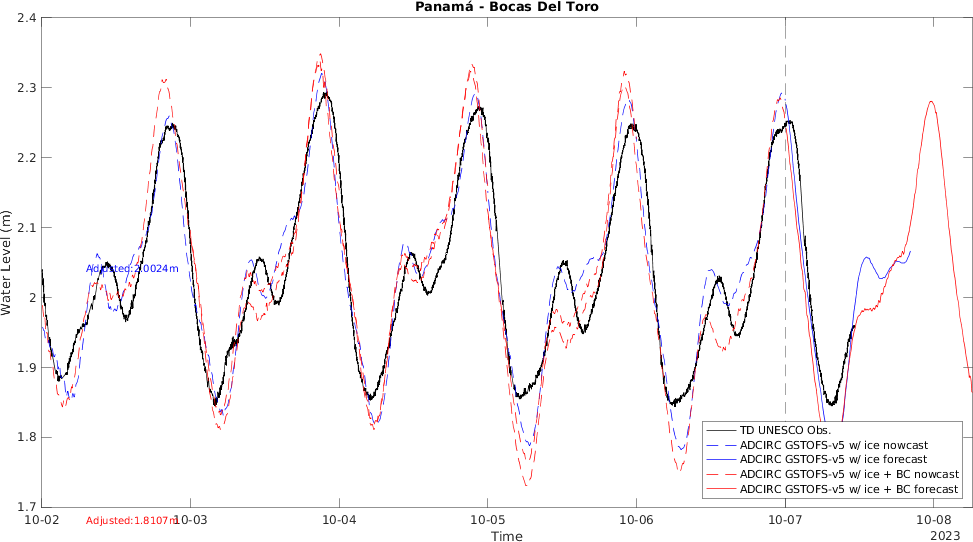 Panamá - Bocas Del Toro
2.4
2.3
2.2
2.1
2
1.9
1.8
1.7
Water Level (m)
Adjusted:2.0024m
TD UNESCO Obs.
ADCIRC GSTOFS-v5 w/ ice nowcast
ADCIRC GSTOFS-v5 w/ ice forecast
ADCIRC GSTOFS-v5 w/ ice + BC nowcast
ADCIRC GSTOFS-v5 w/ ice + BC forecast
10-02 10-03 10-04 10-05 10-06 10-07 10-08
Adjusted:1.8107m
Time
2023